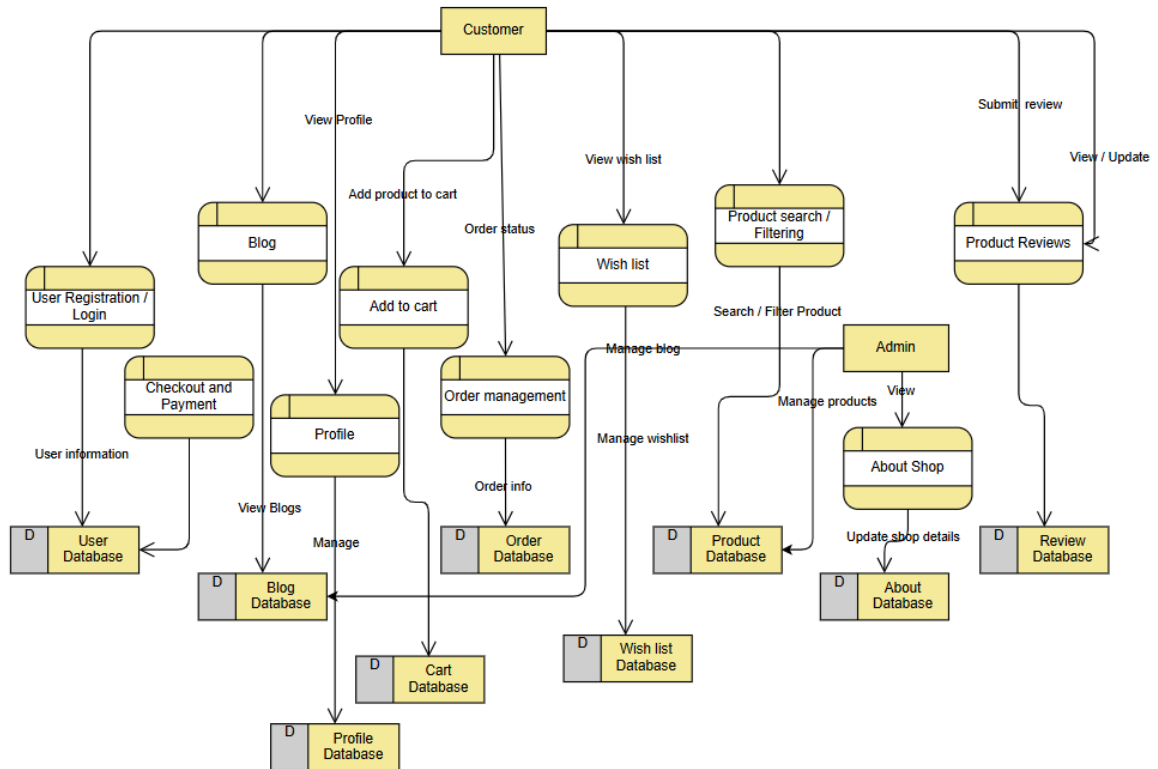 Customer
Submit review
View Profile
View / Update
View wish list
Add product to cart
Product search /
Filtering
Order status
Blog
Product Reviews
Wish list
User Registration /
Login
Add to cart
Search / Filter Product
Manage blog
Admin
Checkout and
Payment
Order management
View
Manage products
Profile
Manage wishlist
User information
About Shop
Order info
View Blogs
Update shop details
Manage
D
User
Database
D
Order
Database
D
Product
Database
D
Review
Database
D
Blog
Database
D
About
Database
D
Wish list
Database
D
Cart
Database
D
Profile
Database